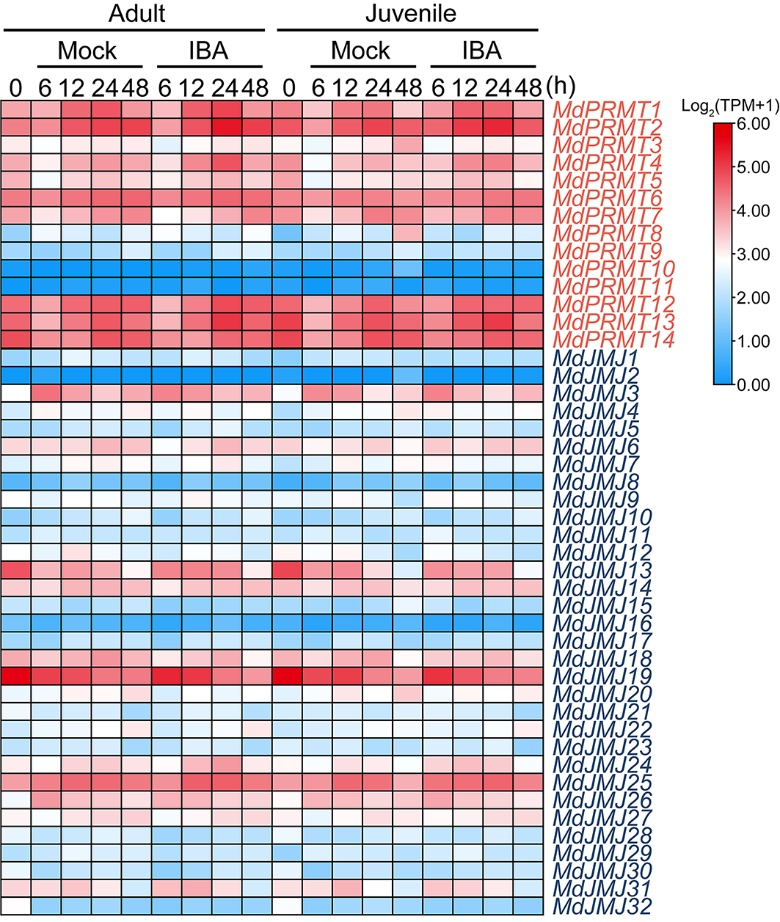 Adult Juvenile
Mock IBA Mock IBA
0 6 12 24 48 6 12 24 48 0 6 12 24 48 6 12 24 48 (h)
MdPRMT1
MdPRMT2
MdPRMT3
MdPRMT4
MdPRMT5
MdPRMT6
MdPRMT7
MdPRMT8
MdPRMT9
MdPRMT10
MdPRMT11
MdPRMT12
MdPRMT13
MdPRMT14
MdJMJ1
MdJMJ2
MdJMJ3
MdJMJ4
MdJMJ5
MdJMJ6
MdJMJ7
MdJMJ8
MdJMJ9
MdJMJ10
MdJMJ11
MdJMJ12
MdJMJ13
MdJMJ14
MdJMJ15
MdJMJ16
MdJMJ17
MdJMJ18
MdJMJ19
MdJMJ20
MdJMJ21
MdJMJ22
MdJMJ23
MdJMJ24
MdJMJ25
MdJMJ26
MdJMJ27
MdJMJ28
MdJMJ29
MdJMJ30
MdJMJ31
MdJMJ32
Log₂(TPM+1)
6.00
5.00
4.00
3.00
2.00
1.00
0.00